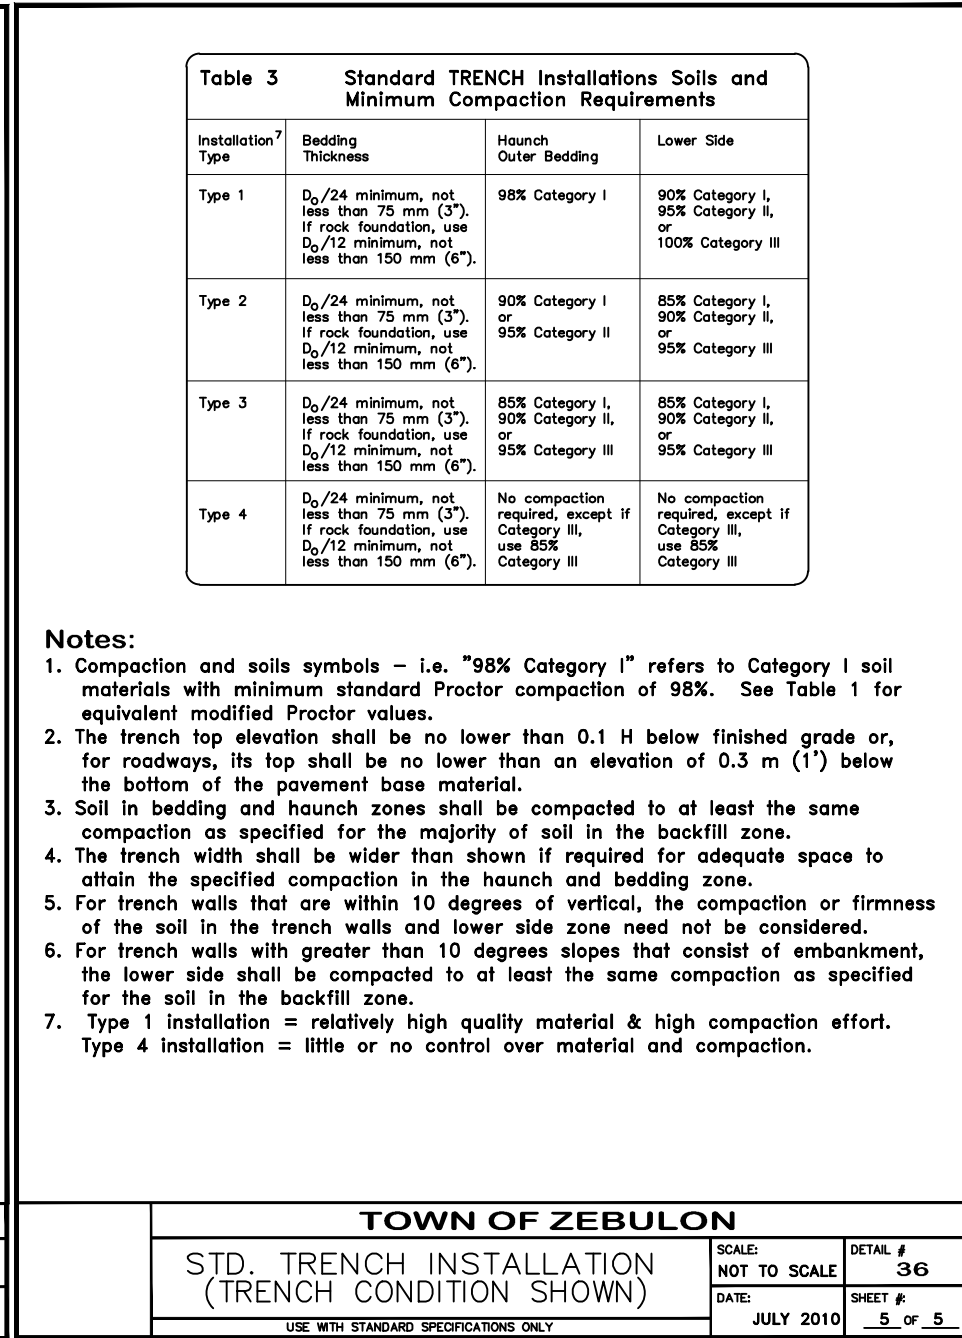 Table 3 Standard TRENCH Installations Soils and
Minimum Compaction Requirements
Installation7
Type
Bedding
Thickness
Haunch
Outer Bedding
Lower Side
Type 1
Do/24 minimum, not
less than 75 mm (3").
If rock foundation, use
Do/12 minimum, not
less than 150 mm (6").
98% Category I
90% Category I,
95% Category II,
or
100% Category III
Type 2
Do/24 minimum, not
less than 75 mm (3").
If rock foundation, use
Do/12 minimum, not
less than 150 mm (6").
90% Category I
or
95% Category II
85% Category I,
90% Category II,
or
95% Category III
Type 3
Do/24 minimum, not
less than 75 mm (3").
If rock foundation, use
Do/12 minimum, not
less than 150 mm (6").
85% Category I,
90% Category II,
or
95% Category III
85% Category I,
90% Category II,
or
95% Category III
Type 4
Do/24 minimum, not
less than 75 mm (3").
If rock foundation, use
Do/12 minimum, not
less than 150 mm (6").
No compaction
required, except if
Category III,
use 85%
Category III
No compaction
required, except if
Category III,
use 85%
Category III
Notes:
1. Compaction and soils symbols – i.e. "98% Category I" refers to Category I soil
materials with minimum standard Proctor compaction of 98%. See Table 1 for
equivalent modified Proctor values.
2. The trench top elevation shall be no lower than 0.1 H below finished grade or,
for roadways, its top shall be no lower than an elevation of 0.3 m (1') below
the bottom of the pavement base material.
3. Soil in bedding and haunch zones shall be compacted to at least the same
compaction as specified for the majority of soil in the backfill zone.
4. The trench width shall be wider than shown if required for adequate space to
attain the specified compaction in the haunch and bedding zone.
5. For trench walls that are within 10 degrees of vertical, the compaction or firmness
of the soil in the trench walls and lower side zone need not be considered.
6. For trench walls with greater than 10 degrees slopes that consist of embankment,
the lower side shall be compacted to at least the same compaction as specified
for the soil in the backfill zone.
7. Type 1 installation = relatively high quality material & high compaction effort.
Type 4 installation = little or no control over material and compaction.
TOWN OF ZEBULON
STD. TRENCH INSTALLATION
(TRENCH CONDITION SHOWN)
USE WITH STANDARD SPECIFICATIONS ONLY
SCALE:
NOT TO SCALE
DETAIL #
36
DATE:
JULY 2010
SHEET #:
5 OF 5